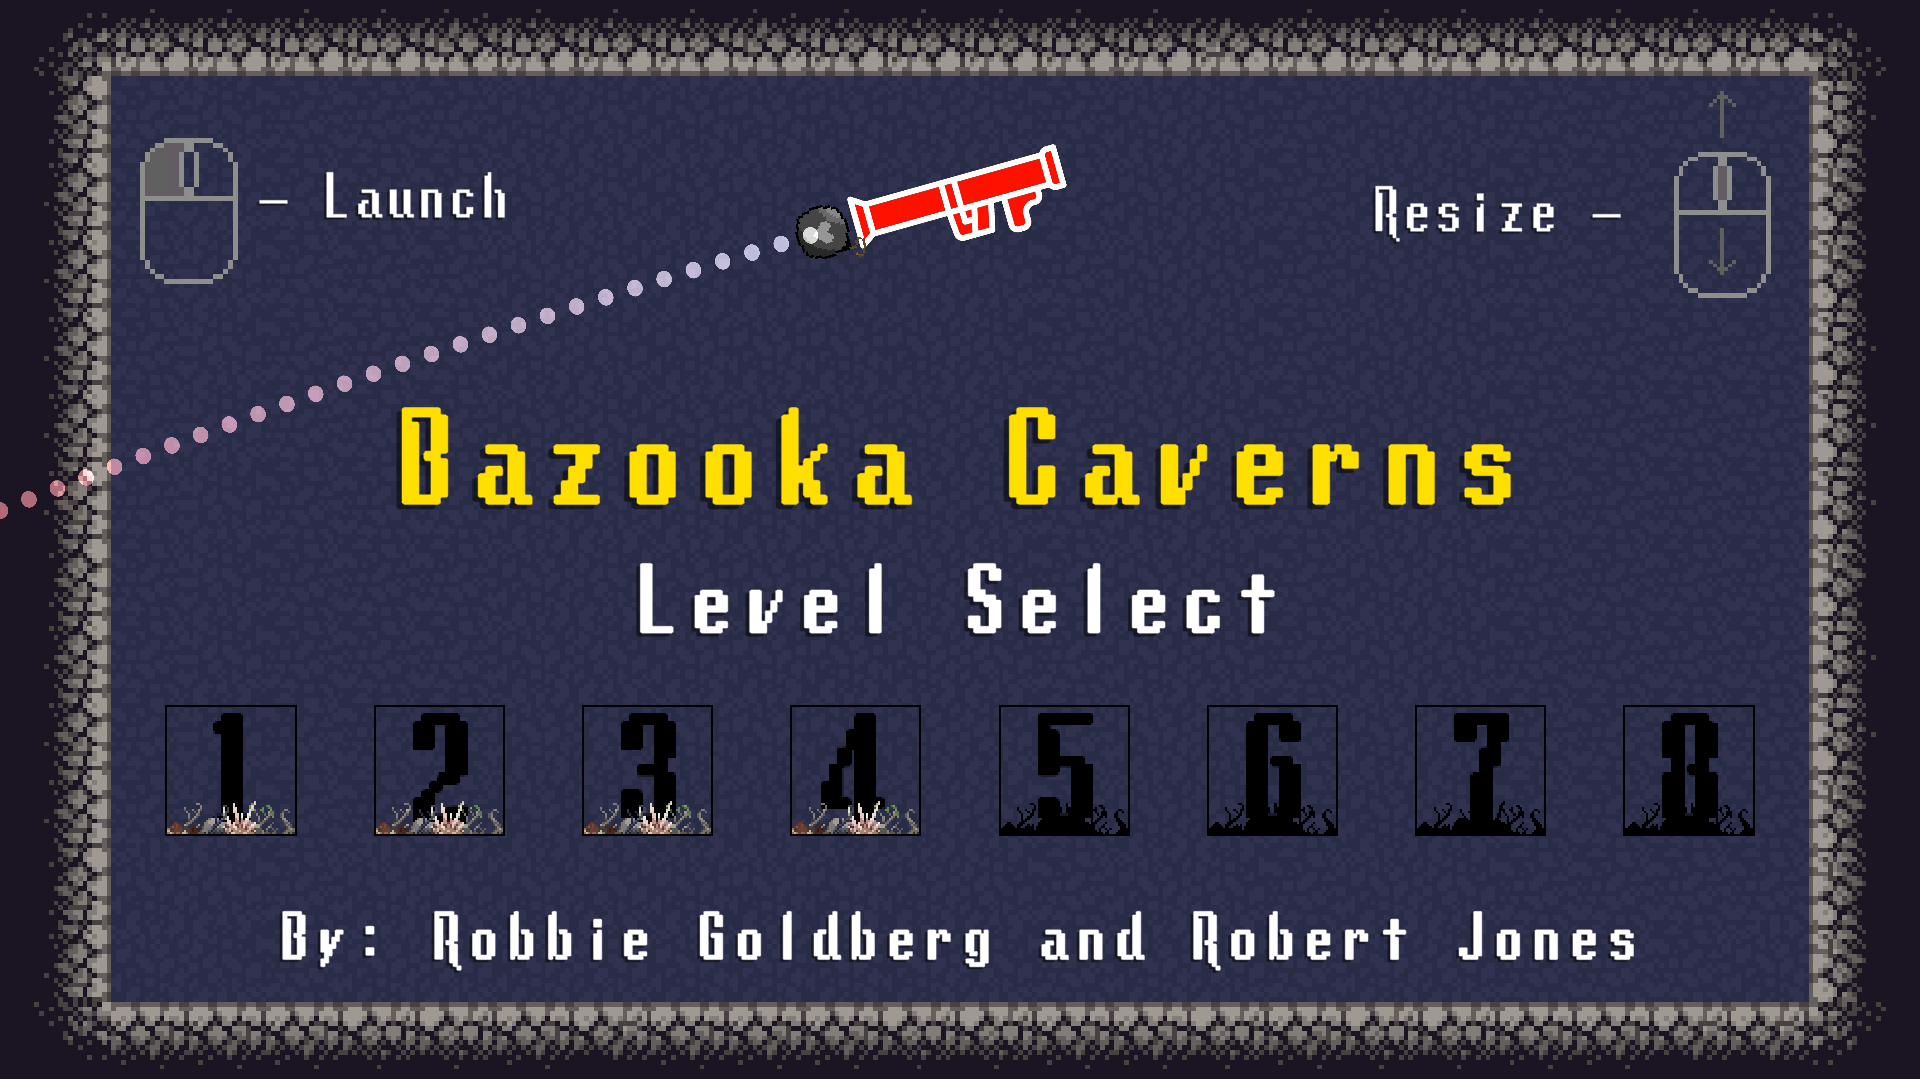 — Launch
Resize —
Bazooka Caverns
Level Select
1 2 3 4 5 6 7 8
By: Robbie Goldberg and Robert Jones